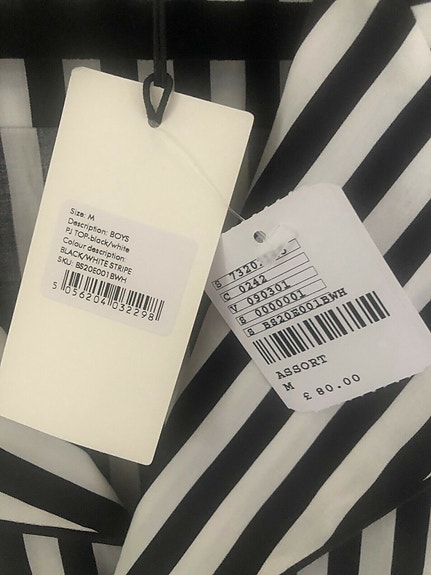 Size: M
Description: BOYS
PJ TOP-black/white
Colour description:
BLACK/WHITE STRIPE
SKU: BS20E001BWH
5 056204 032298
S
C 0242
V 090301
S 0000001
S BS20E001BWH
ASSORT
M
£ 80.00